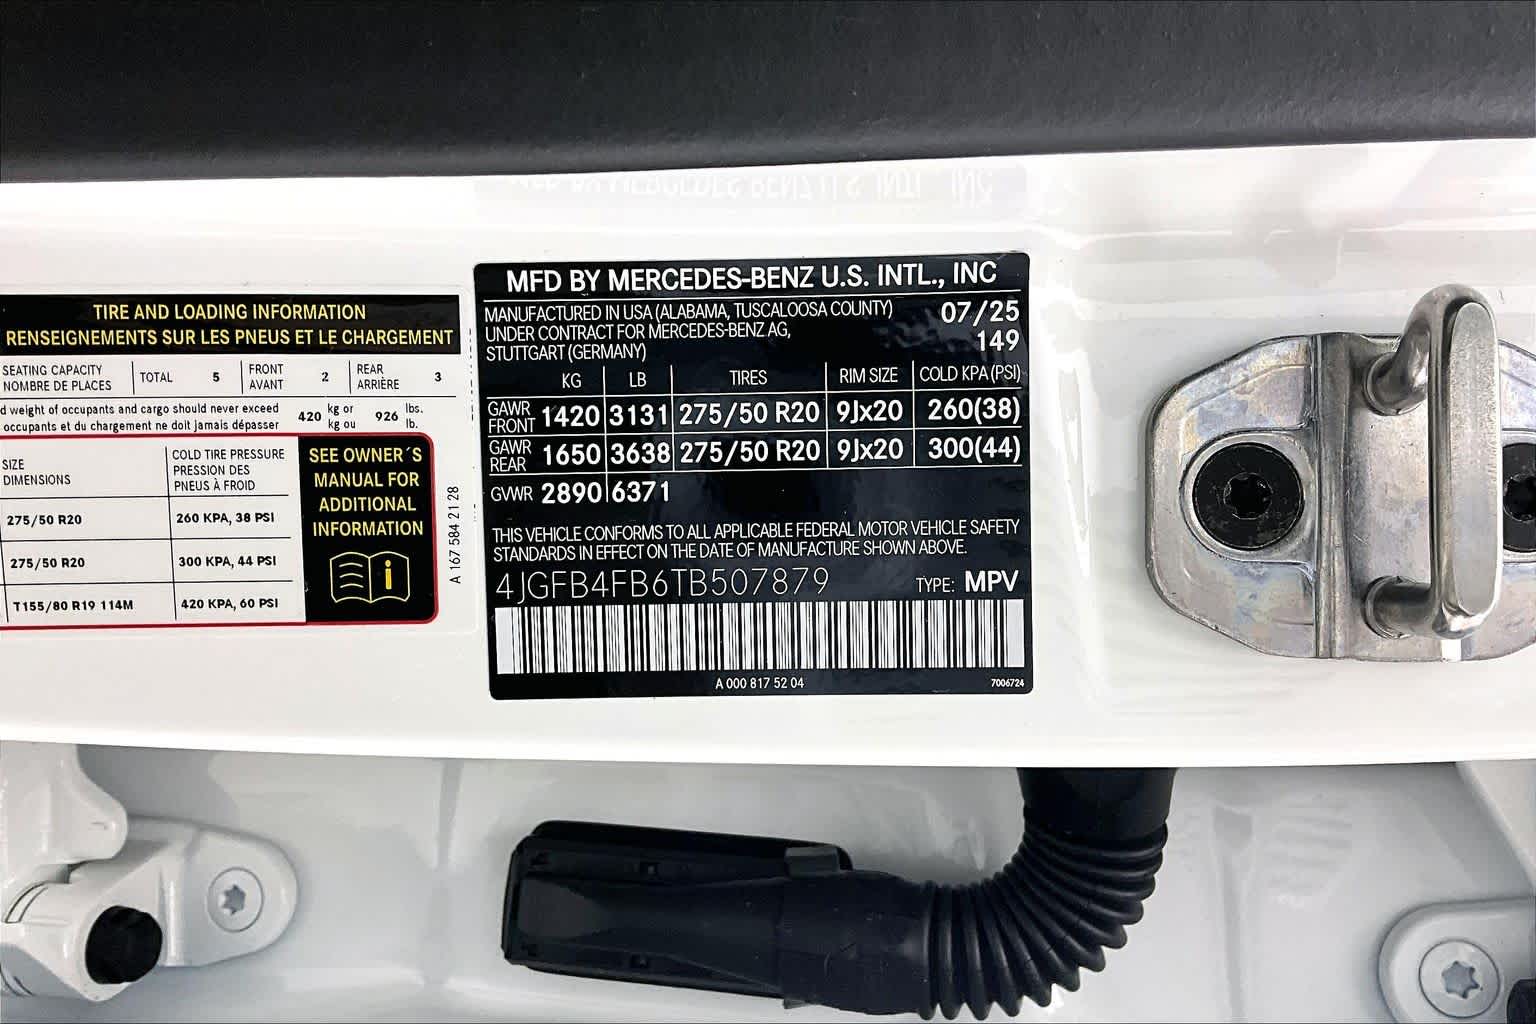 TIRE AND LOADING INFORMATION
RENSEIGNEMENTS SUR LES PNEUS ET LE CHARGEMENT
SEATING CAPACITY
NOMBRE DE PLACES
TOTAL 5
FRONT
AVANT
2
REAR
ARRIÈRE
3
d weight of occupants and cargo should never exceed
occupants et du chargement ne doit jamais dépasser
420 kg or
kg ou
926 lbs.
lb.
SIZE
DIMENSIONS
COLD TIRE PRESSURE
PRESSION DES
PNEUS À FROID
275/50 R20 260 KPA, 38 PSI
275/50 R20 300 KPA, 44 PSI
T155/80 R19 114M 420 KPA, 60 PSI
SEE OWNER´S
MANUAL FOR
ADDITIONAL
INFORMATION
i
A 167 584 21 28
MFD BY MERCEDES-BENZ U.S. INTL., INC
MANUFACTURED IN USA (ALABAMA, TUSCALOOSA COUNTY)
UNDER CONTRACT FOR MERCEDES-BENZ AG,
STUTTGART (GERMANY)
07/25
149
KG LB TIRES RIM SIZE COLD KPA (PSI)
GAWR
FRONT 1420 3131 275/50 R20 9Jx20 260(38)
GAWR
REAR 1650 3638 275/50 R20 9Jx20 300(44)
GVWR 2890 6371
THIS VEHICLE CONFORMS TO ALL APPLICABLE FEDERAL MOTOR VEHICLE SAFETY
STANDARDS IN EFFECT ON THE DATE OF MANUFACTURE SHOWN ABOVE.
4JGFB4FB6TB507879 TYPE: MPV
A 000 817 52 04 7006724